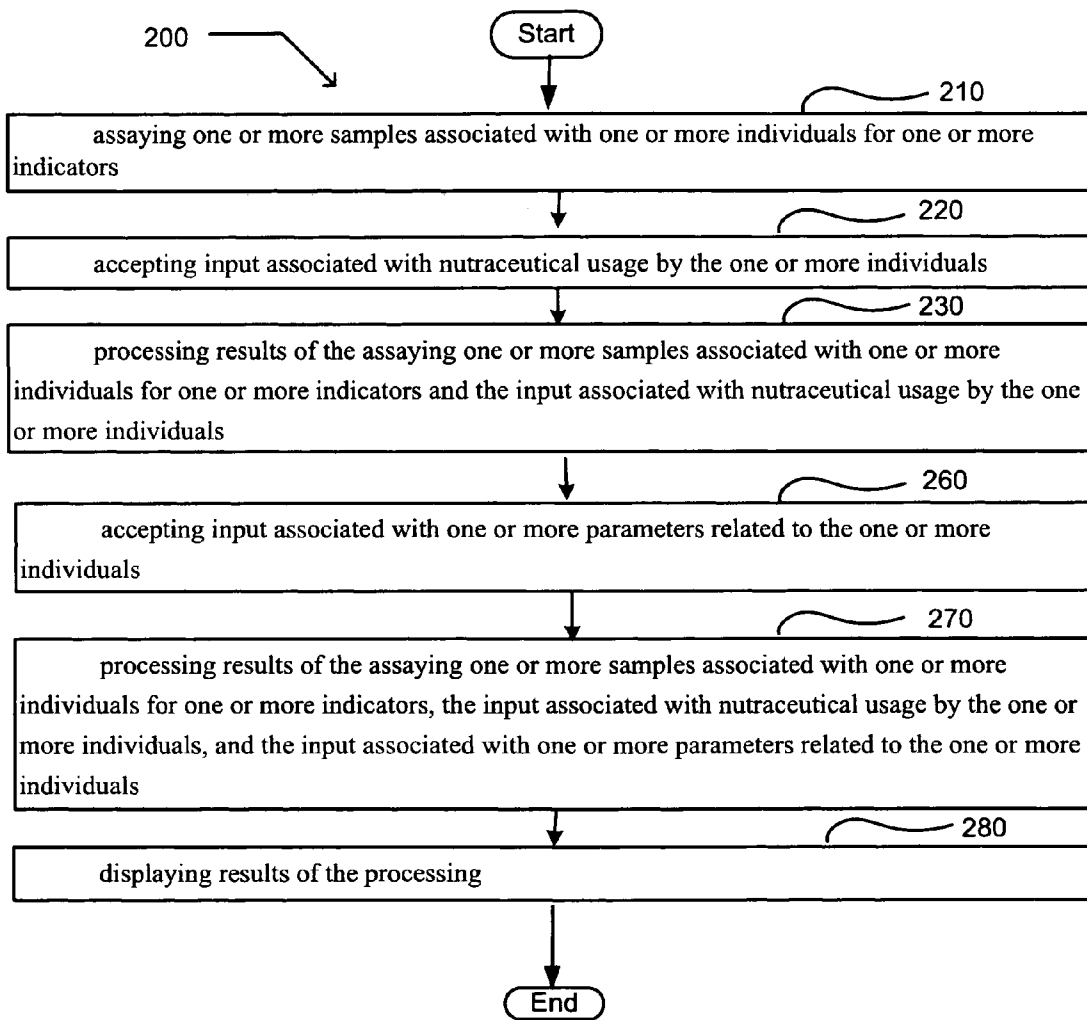 200
Start
210
assaying one or more samples associated with one or more individuals for one or more
indicators
220
accepting input associated with nutraceutical usage by the one or more individuals
230
processing results of the assaying one or more samples associated with one or more
individuals for one or more indicators and the input associated with nutraceutical usage by the one
or more individuals
260
accepting input associated with one or more parameters related to the one or more
individuals
270
processing results of the assaying one or more samples associated with one or more
individuals for one or more indicators, the input associated with nutraceutical usage by the one or
more individuals, and the input associated with one or more parameters related to the one or more
individuals
280
displaying results of the processing
End